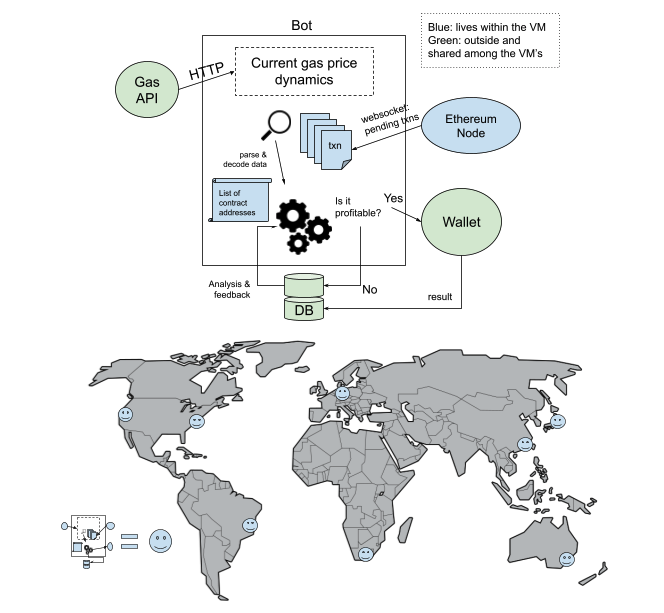 Bot
Blue: lives within the VM
Green: outside and
shared among the VM's
Current gas price
dynamics
HTTP
Gas
API
websocket:
pending txns
Ethereum
Node
txn
parse &
decode data
List of
contract
addresses
Is it
profitable?
Yes
Wallet
Analysis &
feedback
No
result
DB